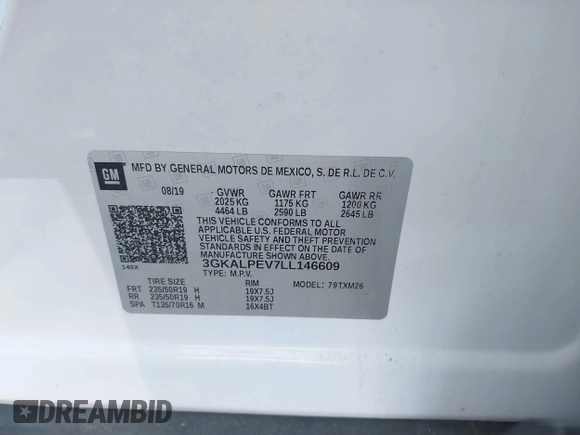 GM
MFD BY GENERAL MOTORS DE MEXICO, S. DE R.L. DE C.V.
08/19 GVWR GAWR FRT GAWR RR
2025 KG 1175 KG 1200 KG
4464 LB 2590 LB 2645 LB
THIS VEHICLE CONFORMS TO ALL
APPLICABLE U.S. FEDERAL MOTOR
VEHICLE SAFETY AND THEFT PREVENTION
STANDARDS IN EFFECT ON THE DATE OF
MANUFACTURE SHOWN ABOVE.
140X 3GKALPEV7LL146609
TYPE: M.P.V.
TIRE SIZE RIM MODEL: 79TXM26
FRT 235/50R19 H 19X7.5J
RR 235/50R19 H 19X7.5J
SPA T135/70R16 M 16X4BT
DREAMBID